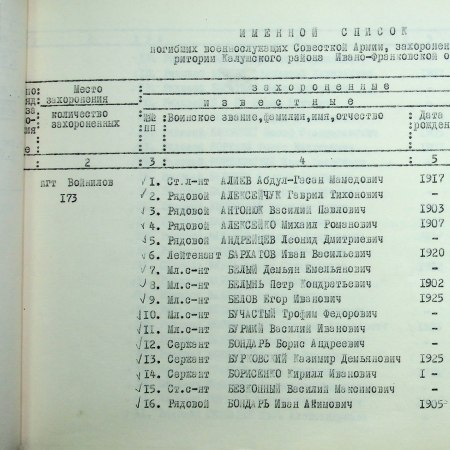 ИМЕННОЙ СПИСОК
погибших военнослужащих Советской Армии, захоронен
ритории Калушского района Ивано-Франковской о
но: Место : захороненные
захоронения : известные
количество захороненных :№№ пп :Воинское звание,фамилия,имя,отчество : Дата рожден
е : 2 : 3 : 4 : 5
пгт Войнилов √ 1. Ст.л-нт АЛИЕВ Абдул-Гасан Мамедович 1917
173 √ 2. Рядовой АЛЕКСЕЙЧУК Гаврил Тихонович -
√ 3. Рядовой АНТОНЮК Василий Павлович 1903
√ 4. Рядовой АЛЕКСЕЙКО Михаил Романович 1907
√ 5. Рядовой АНДРЕЙЦЕВ Леонид Дмитриевич -
√ 6. Лейтенант БАРХАТОВ Иван Васильевич 1920
√ 7. Мл.с-нт БЕЛЫЙ Демьян Емельянович -
√ 8. Мл.с-нт БЕЛЫНЬ Петр Кондратьевич 1902
√ 9. Мл.с-нт БЕЛОВ Егор Иванович 1925
√ 10. Мл.с-нт БУЧАСТЫЙ Трофим Федорович -
√ 11. Мл.с-нт БУРМИЙ Василий Иванович -
√ 12. Сержант БОНДАРЬ Борис Андреевич -
√ 13. Сержант БУРКОВСКИЙ Казимир Демьянович 1925
√ 14. Сержант БОРИСЕНКО Кирилл Иванович I -
√ 15. Ст.с-нт БЕЗКОННЫЙ Василий Максимович -
√ 16. Рядовой БОНДАРЬ Иван Акимович 1905